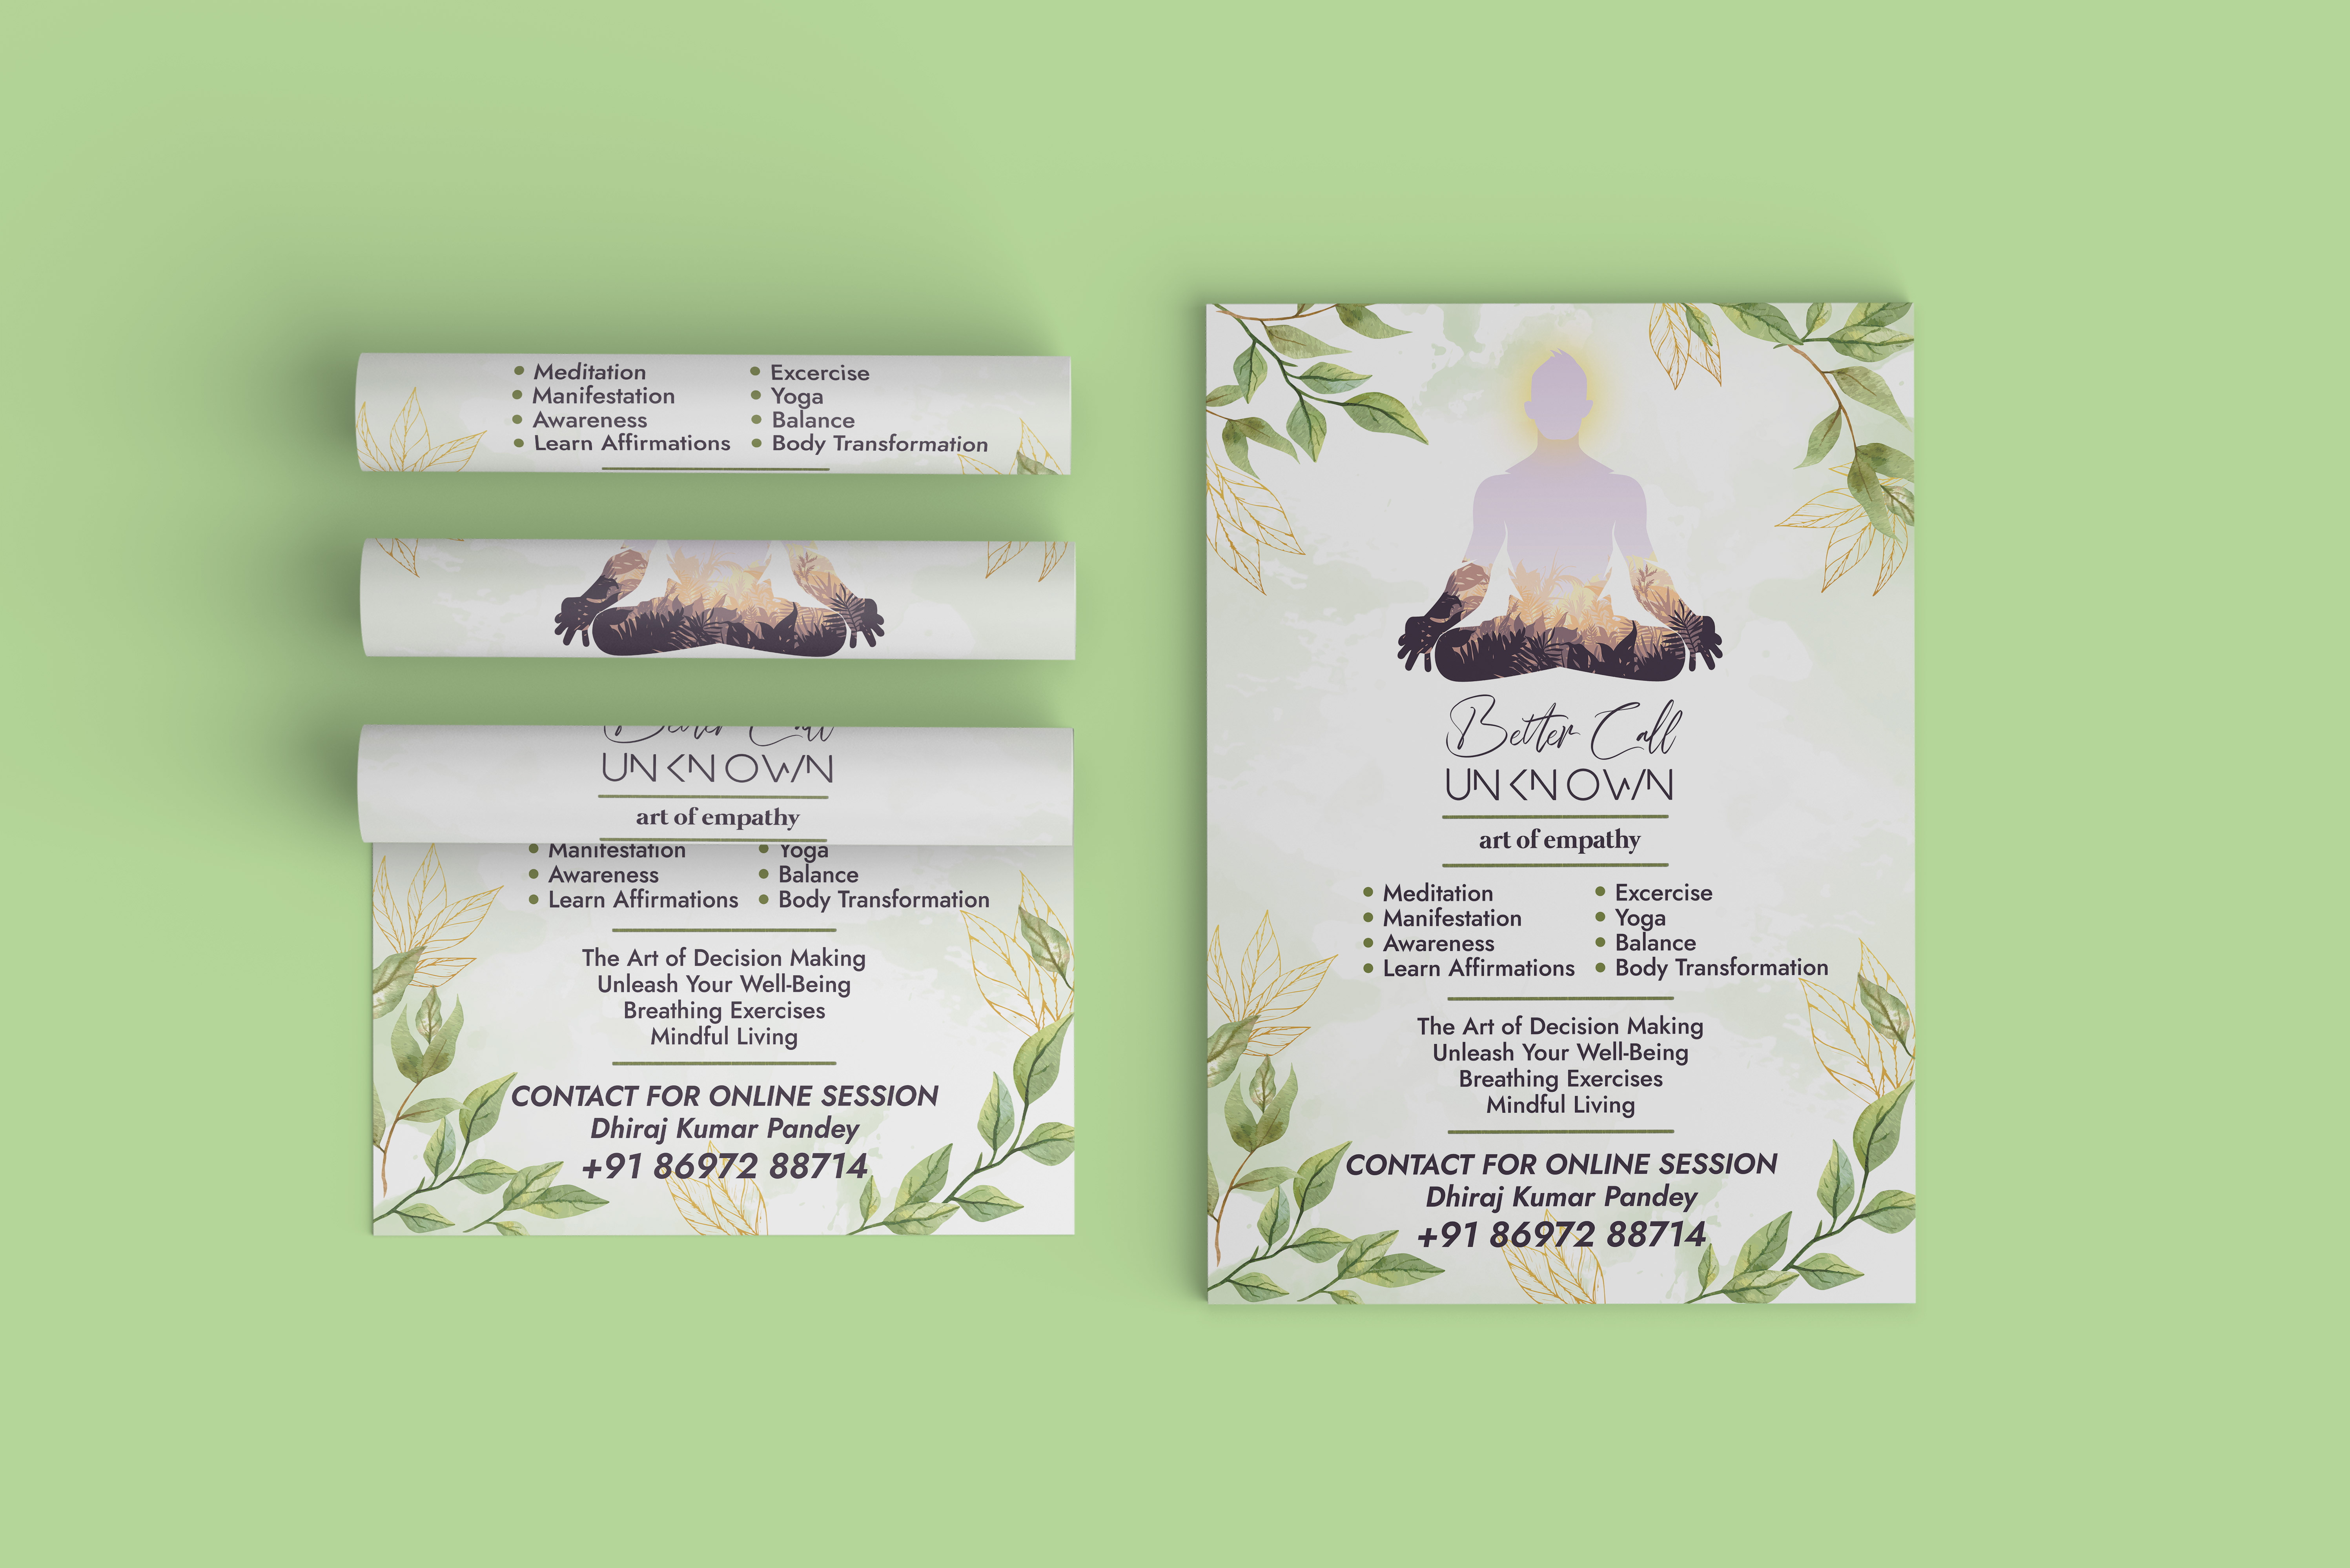 Meditation
Manifestation
Awareness
Learn Affirmations
Excercise
Yoga
Balance
Body Transformation
Better Call
UNKNOWN
art of empathy
Manifestation
Awareness
Learn Affirmations
Yoga
Balance
Body Transformation
The Art of Decision Making
Unleash Your Well-Being
Breathing Exercises
Mindful Living
CONTACT FOR ONLINE SESSION
Dhiraj Kumar Pandey
+91 86972 88714
Better Call
UNKNOWN
art of empathy
Meditation
Manifestation
Awareness
Learn Affirmations
Excercise
Yoga
Balance
Body Transformation
The Art of Decision Making
Unleash Your Well-Being
Breathing Exercises
Mindful Living
CONTACT FOR ONLINE SESSION
Dhiraj Kumar Pandey
+91 86972 88714